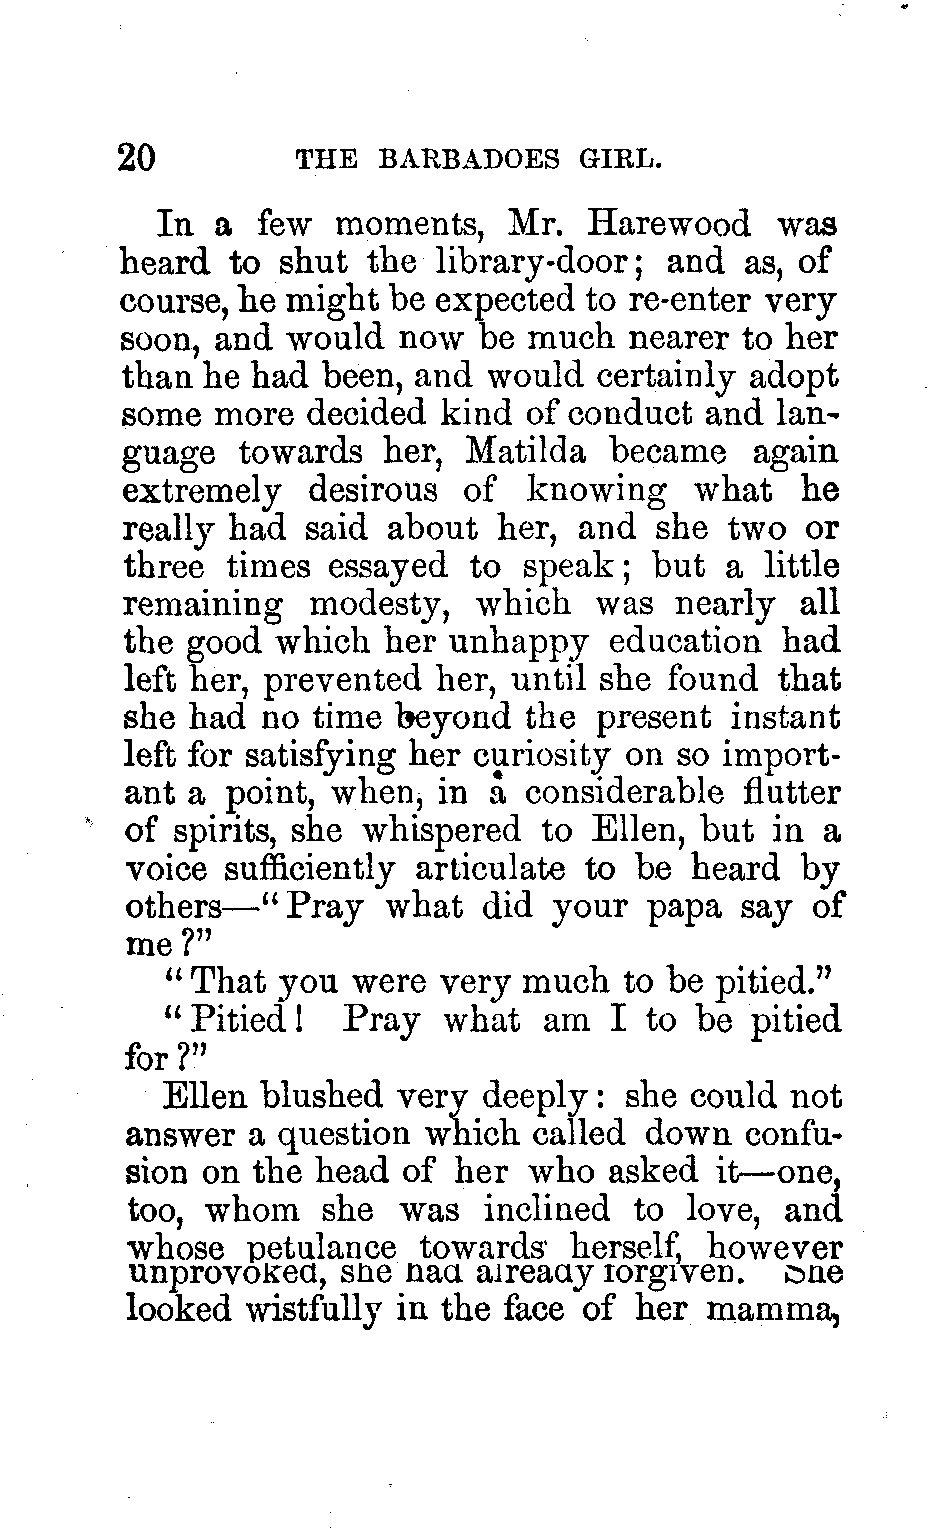 20 THE BARBADOES GIRL.
In a few moments, Mr. Harewood was
heard to shut the library-door; and as, of
course, he might be expected to re-enter very
soon, and would now be much nearer to her
than he had been, and would certainly adopt
some more decided kind of conduct and lan-
guage towards her, Matilda became again
extremely desirous of knowing what he
really had said about her, and she two or
three times essayed to speak; but a little
remaining modesty, which was nearly all
the good which her unhappy education had
left her, prevented her, until she found that
she had no time beyond the present instant
left for satisfying her curiosity on so import-
ant a point, when, in a considerable flutter
of spirits, she whispered to Ellen, but in a
voice sufficiently articulate to be heard by
others—"Pray what did your papa say of
me?"
"That you were very much to be pitied."
"Pitied! Pray what am I to be pitied
for?"
Ellen blushed very deeply: she could not
answer a question which called down confu-
sion on the head of her who asked it—one,
too, whom she was inclined to love, and
whose petulance towards herself, however
unprovoked, she had already forgiven. She
looked wistfully in the face of her mamma,